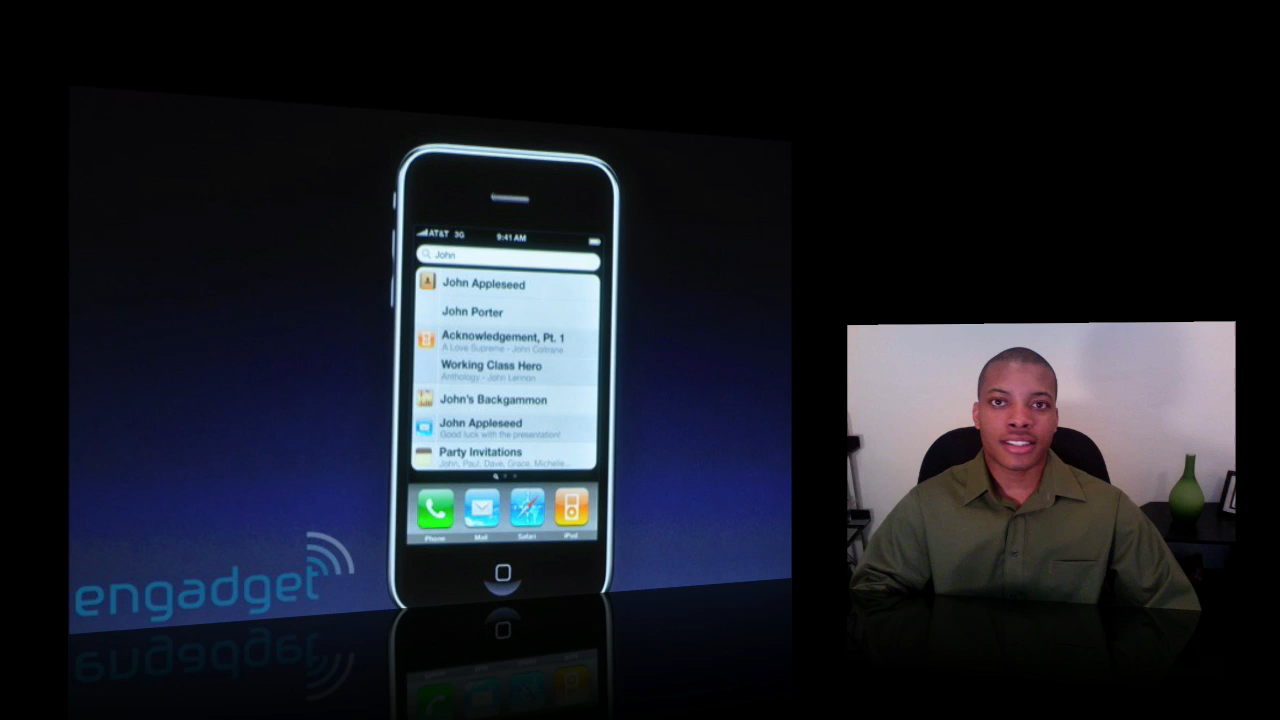 AT&T 3G 9:41 AM
John
John Appleseed
John Porter
Acknowledgement, Pt. 1
A Love Supreme - John Coltrane
Working Class Hero
Anthology - John Lennon
John's Backgammon
John Appleseed
Good luck with the presentation!
Party Invitations
John, Paul, Dave, Grace, Michelle...
Phone Mail Safari iPod
engadget